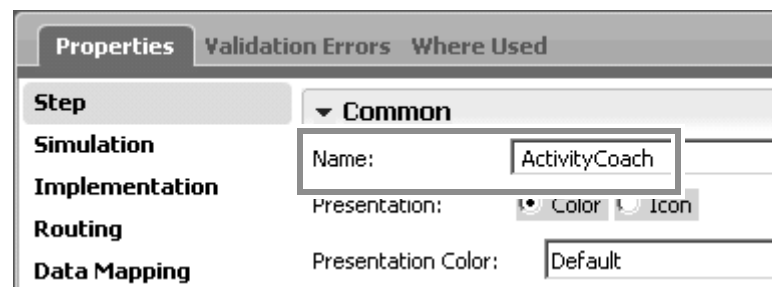 Properties Validation Errors Where Used
Step
Simulation
Implementation
Routing
Data Mapping
Common
Name: ActivityCoach
Presentation: Color Icon
Presentation Color: Default